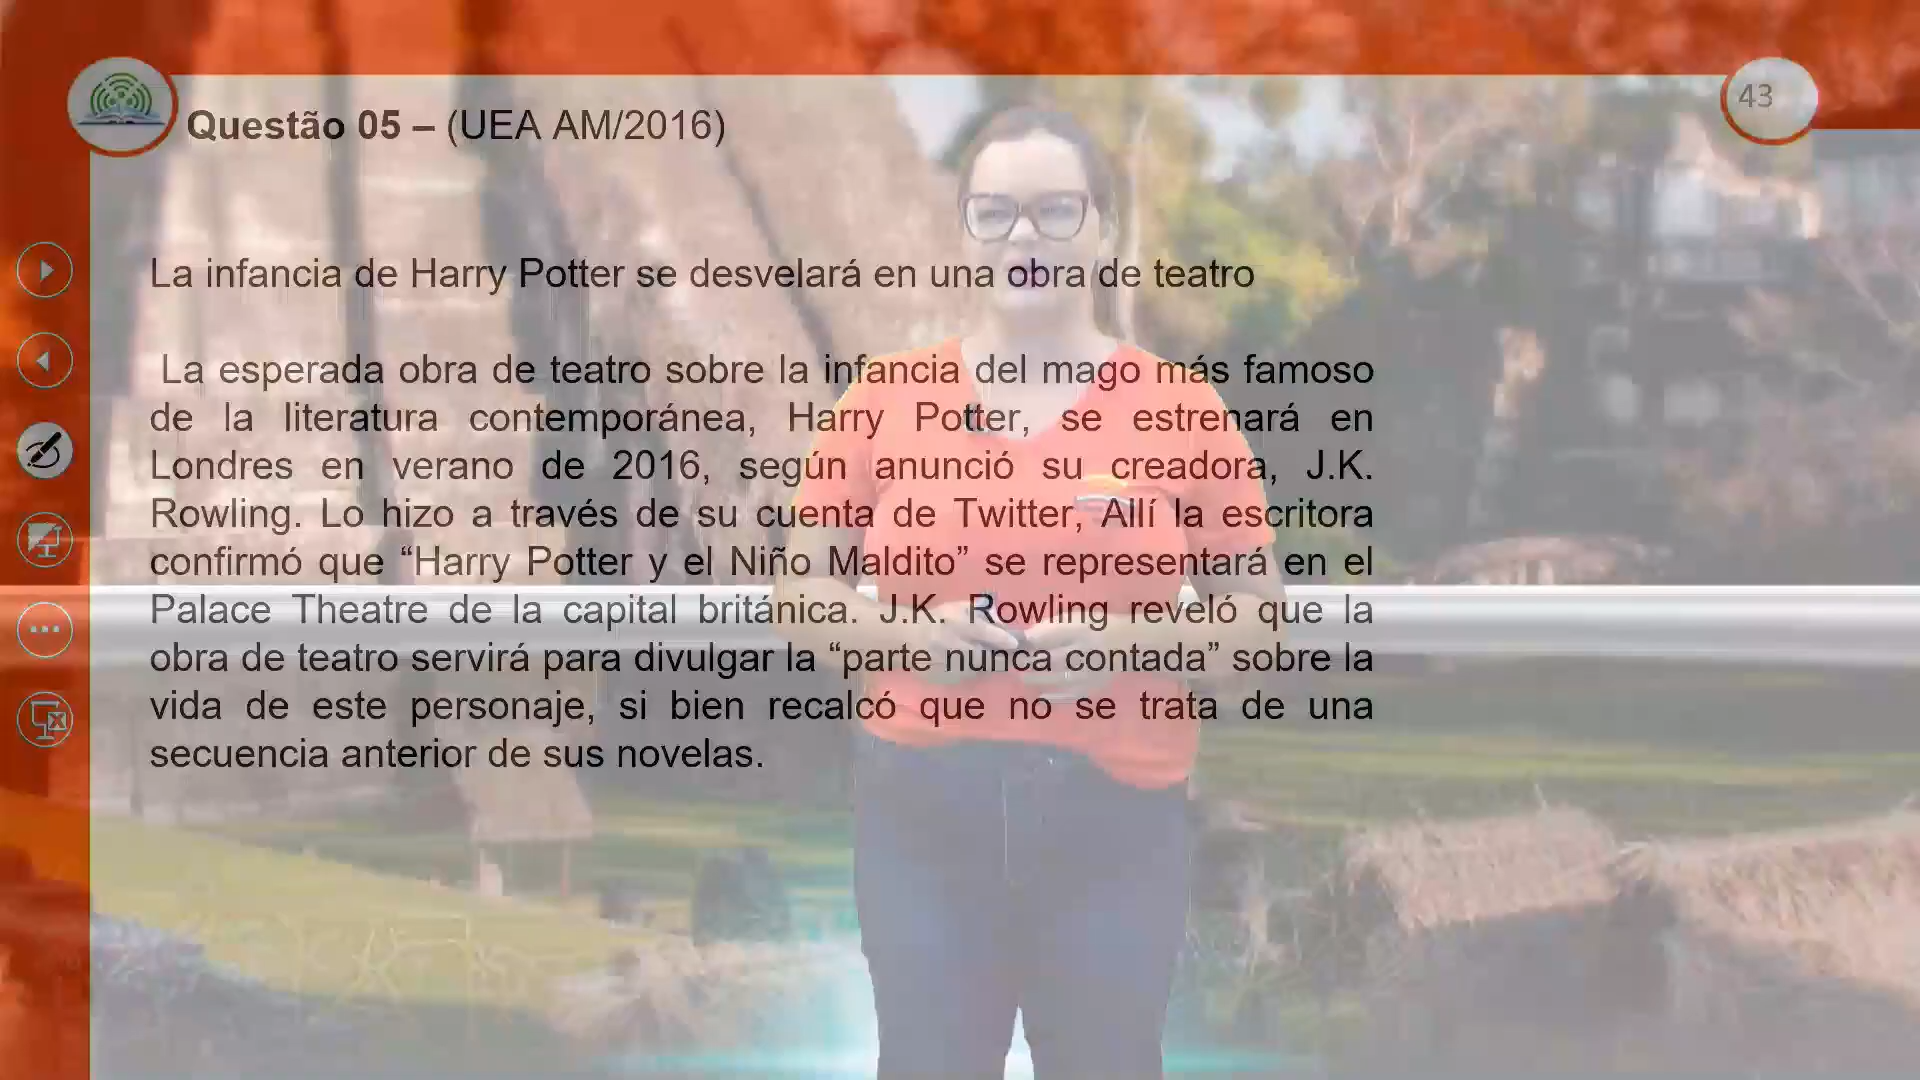 43
Questão 05 – (UEA AM/2016)
La infancia de Harry Potter se desvelará en una obra de teatro
La esperada obra de teatro sobre la infancia del mago más famoso
de la literatura contemporánea, Harry Potter, se estrenará en
Londres en verano de 2016, según anunció su creadora, J.K.
Rowling. Lo hizo a través de su cuenta de Twitter, Allí la escritora
confirmó que “Harry Potter y el Niño Maldito” se representará en el
Palace Theatre de la capital británica. J.K. Rowling reveló que la
obra de teatro servirá para divulgar la “parte nunca contada” sobre la
vida de este personaje, si bien recalcó que no se trata de una
secuencia anterior de sus novelas.